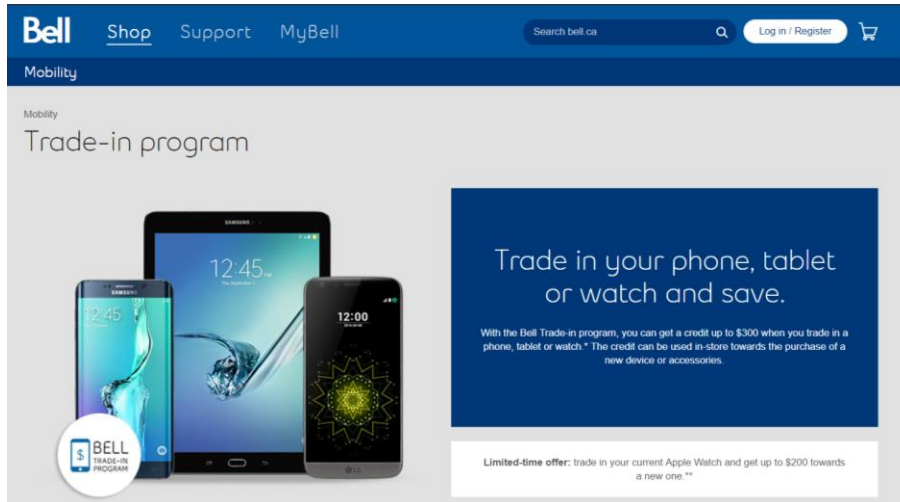 Bell Shop Support MyBell Search bell.ca Log in / Register
Mobility
Mobility
Trade-in program
SAMSUNG
12:45
SAMSUNG
12:45
12:00
LG
BELL
TRADE-IN
PROGRAM
$
Trade in your phone, tablet
or watch and save.
With the Bell Trade-in program, you can get a credit up to $300 when you trade in a
phone, tablet or watch.* The credit can be used in-store towards the purchase of a
new device or accessories.
Limited-time offer: trade in your current Apple Watch and get up to $200 towards
a new one.**